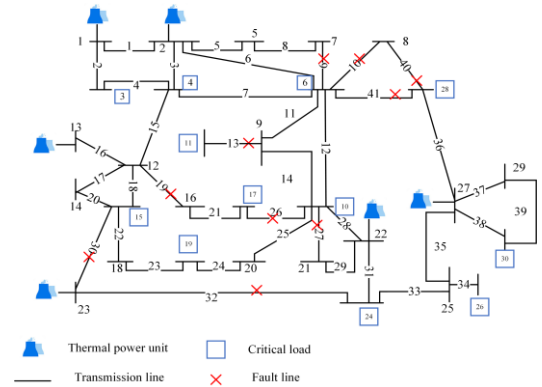 5 8
1 1 2 5 8 7
6 9 10 40
2 3
4 4 6 28
3 7 41
15 11
13 9
16 11 13 12 36
12 14 27 37 29
17 18 19 17
14 20 16 21 26 10 28 38 39
15 19 25 27 22 35 30
30 22 18 23 24 20 21 29 31
34
23 32 33 25 26
24
Thermal power unit Critical load
Transmission line Fault line